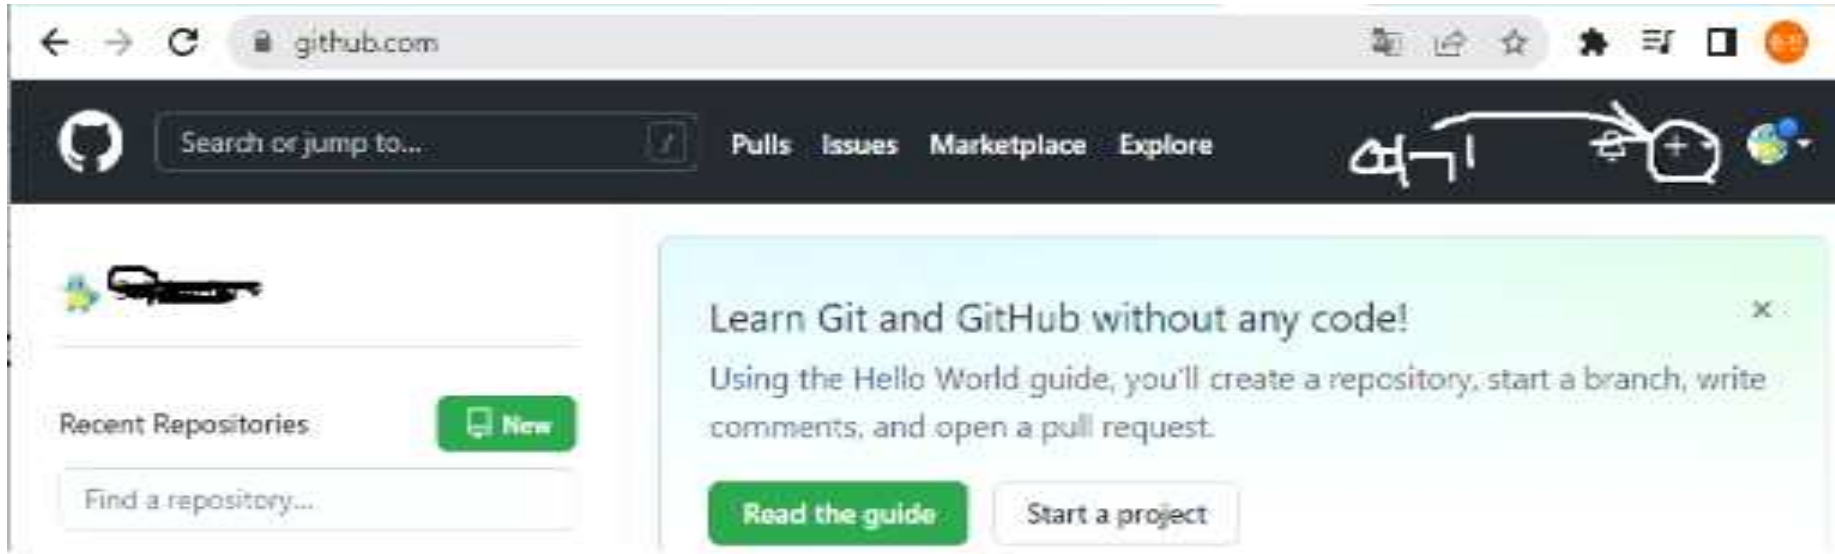 github.com
Search or jump to... /
Pulls Issues Marketplace Explore
Learn Git and GitHub without any code!
Using the Hello World guide, you'll create a repository, start a branch, write
comments, and open a pull request.
Read the guide Start a project
Recent Repositories New
Find a repository...